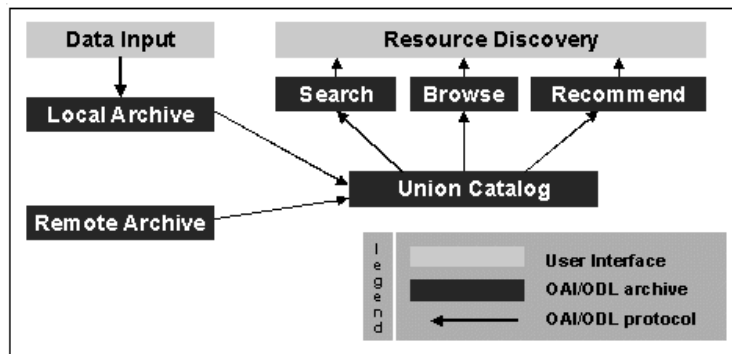 Data Input
Resource Discovery
Search
Browse
Recommend
Local Archive
Union Catalog
Remote Archive
legend
User Interface
OAI/ODL archive
OAI/ODL protocol